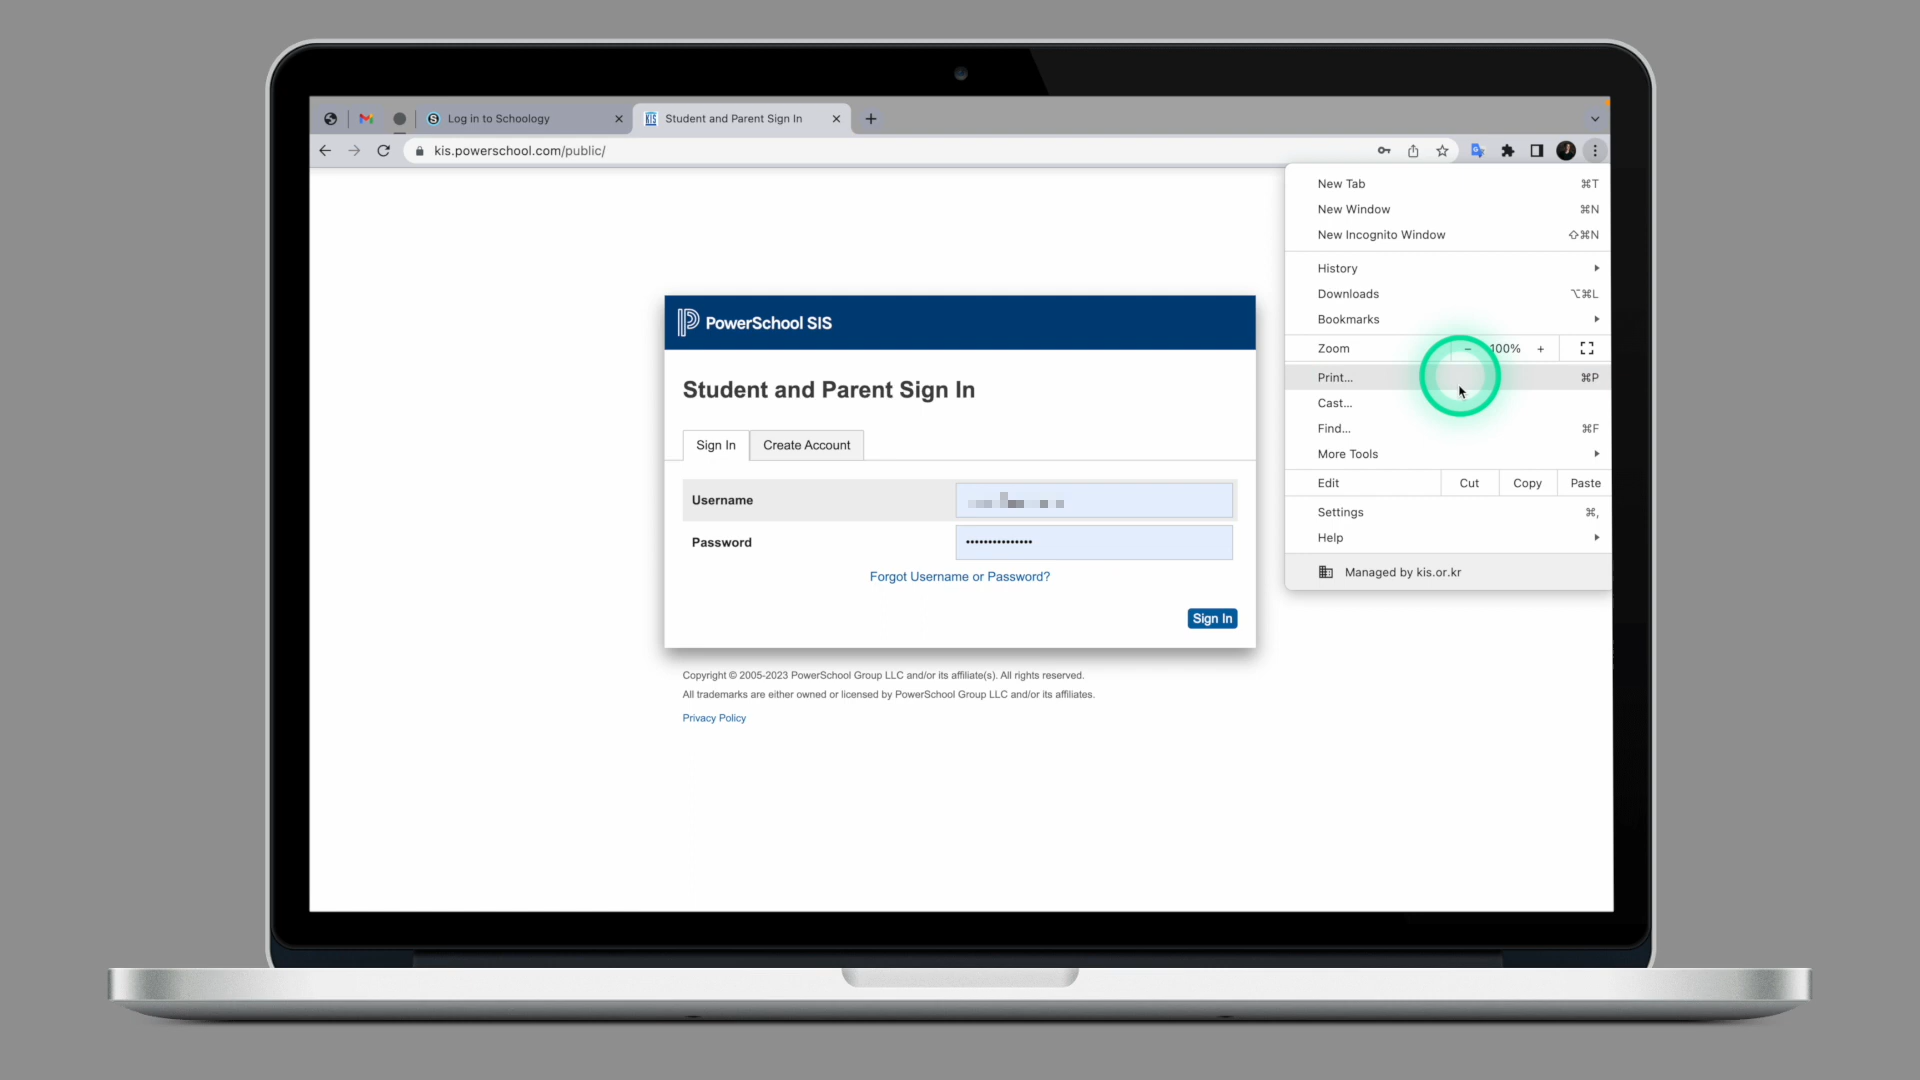 Log in to Schoology
Student and Parent Sign In
kis.powerschool.com/public/
New Tab ⌘T
New Window ⌘N
New Incognito Window ⇧⌘N
History
Downloads ⌥⌘L
Bookmarks
Zoom − 100% +
Print... ⌘P
Cast...
Find... ⌘F
More Tools
Edit Cut Copy Paste
Settings ⌘,
Help
Managed by kis.or.kr
PowerSchool SIS
Student and Parent Sign In
Sign In Create Account
Username
Password •••••••••••••••
Forgot Username or Password?
Sign In
Copyright © 2005-2023 PowerSchool Group LLC and/or its affiliate(s). All rights reserved.
All trademarks are either owned or licensed by PowerSchool Group LLC and/or its affiliates.
Privacy Policy